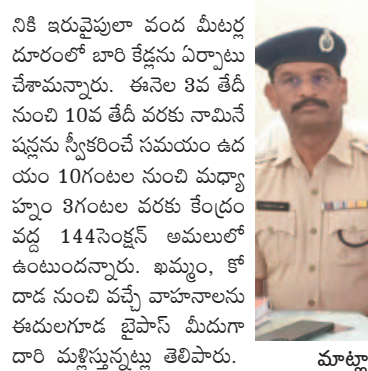 నికి ఇరువైపులా వంద మీటర్ల
దూరంలో బారి కేడ్లను ఏర్పాటు
చేశామన్నారు. ఈనెల 3వ తేదీ
నుంచి 10వ తేదీ వరకు నామినే
షన్లను స్వీకరించే సమయం ఉద
యం 10గంటల నుంచి మధ్యా
హ్నం 3గంటల వరకు కేంద్రం
వద్ద 144సెంక్షన్ అమలులో
ఉంటుందన్నారు. ఖమ్మం, కో
దాడ నుంచి వచ్చే వాహనాలను
ఈదులగూడ బైపాస్ మీదుగా
దారి మళ్లిస్తున్నట్లు తెలిపారు.
మాట్లా